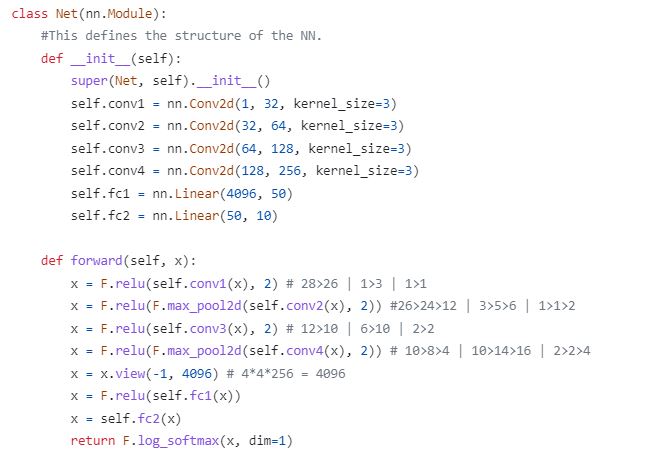 class Net(nn.Module):
    #This defines the structure of the NN.
    def __init__(self):
        super(Net, self).__init__()
        self.conv1 = nn.Conv2d(1, 32, kernel_size=3)
        self.conv2 = nn.Conv2d(32, 64, kernel_size=3)
        self.conv3 = nn.Conv2d(64, 128, kernel_size=3)
        self.conv4 = nn.Conv2d(128, 256, kernel_size=3)
        self.fc1 = nn.Linear(4096, 50)
        self.fc2 = nn.Linear(50, 10)

    def forward(self, x):
        x = F.relu(self.conv1(x), 2) # 28>26 | 1>3 | 1>1
        x = F.relu(F.max_pool2d(self.conv2(x), 2)) #26>24>12 | 3>5>6 | 1>1>2
        x = F.relu(self.conv3(x), 2) # 12>10 | 6>10 | 2>2
        x = F.relu(F.max_pool2d(self.conv4(x), 2)) # 10>8>4 | 10>14>16 | 2>2>4
        x = x.view(-1, 4096) # 4*4*256 = 4096
        x = F.relu(self.fc1(x))
        x = self.fc2(x)
        return F.log_softmax(x, dim=1)